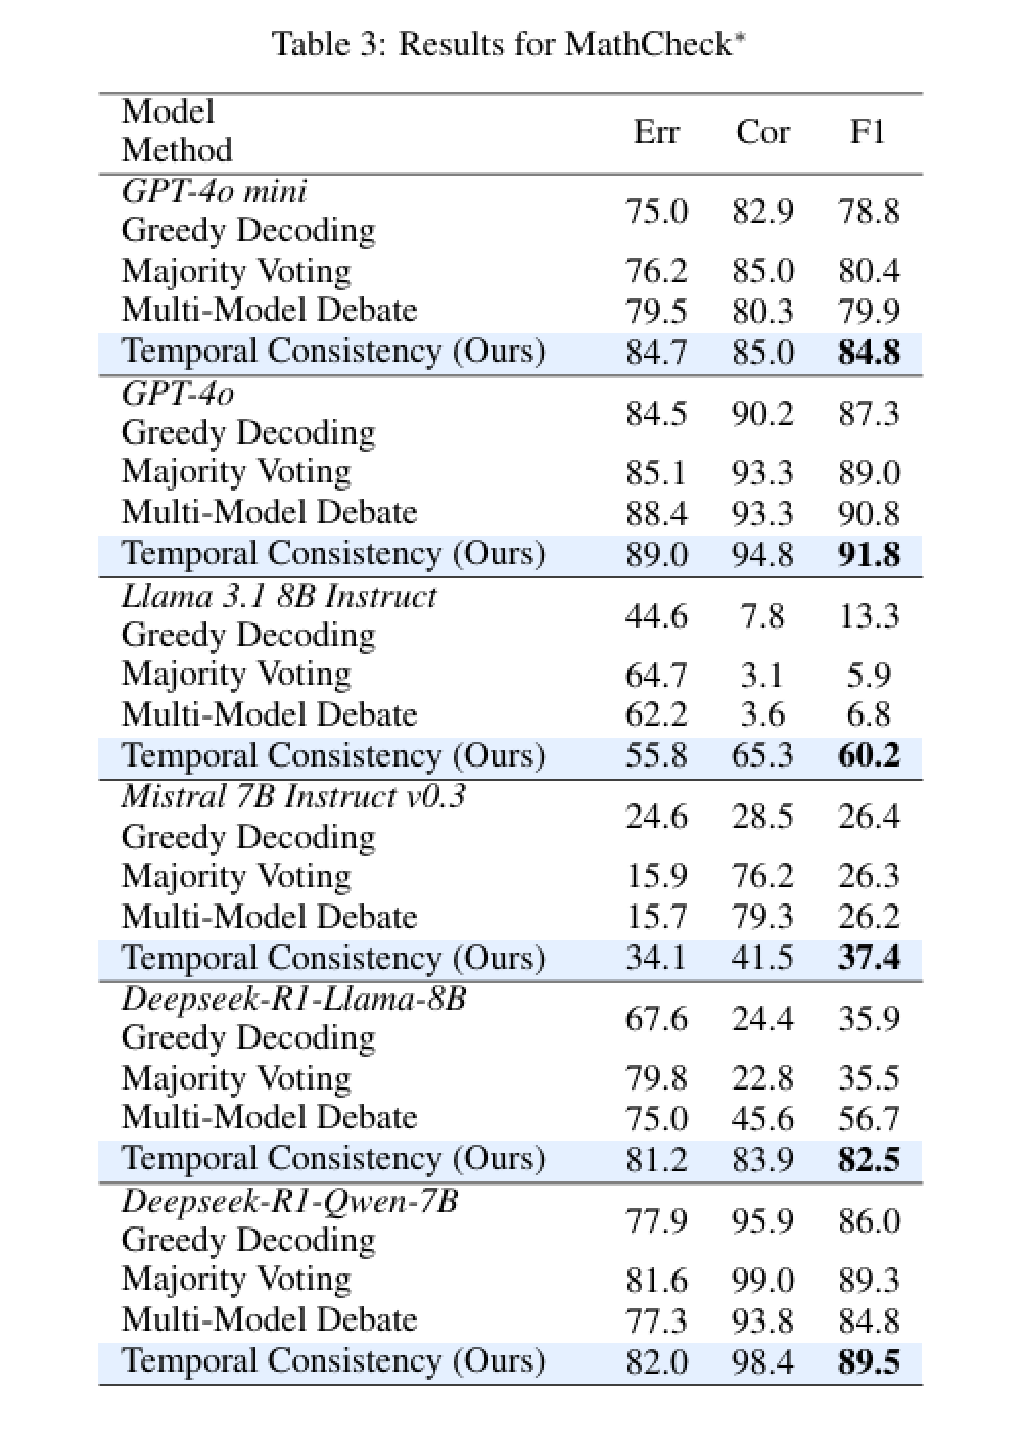 Table 3: Results for MathCheck*
Model
Method Err Cor F1
GPT-4o mini
Greedy Decoding 75.0 82.9 78.8
Majority Voting 76.2 85.0 80.4
Multi-Model Debate 79.5 80.3 79.9
Temporal Consistency (Ours) 84.7 85.0 84.8
GPT-4o
Greedy Decoding 84.5 90.2 87.3
Majority Voting 85.1 93.3 89.0
Multi-Model Debate 88.4 93.3 90.8
Temporal Consistency (Ours) 89.0 94.8 91.8
Llama 3.1 8B Instruct
Greedy Decoding 44.6 7.8 13.3
Majority Voting 64.7 3.1 5.9
Multi-Model Debate 62.2 3.6 6.8
Temporal Consistency (Ours) 55.8 65.3 60.2
Mistral 7B Instruct v0.3
Greedy Decoding 24.6 28.5 26.4
Majority Voting 15.9 76.2 26.3
Multi-Model Debate 15.7 79.3 26.2
Temporal Consistency (Ours) 34.1 41.5 37.4
Deepseek-R1-Llama-8B
Greedy Decoding 67.6 24.4 35.9
Majority Voting 79.8 22.8 35.5
Multi-Model Debate 75.0 45.6 56.7
Temporal Consistency (Ours) 81.2 83.9 82.5
Deepseek-R1-Qwen-7B
Greedy Decoding 77.9 95.9 86.0
Majority Voting 81.6 99.0 89.3
Multi-Model Debate 77.3 93.8 84.8
Temporal Consistency (Ours) 82.0 98.4 89.5